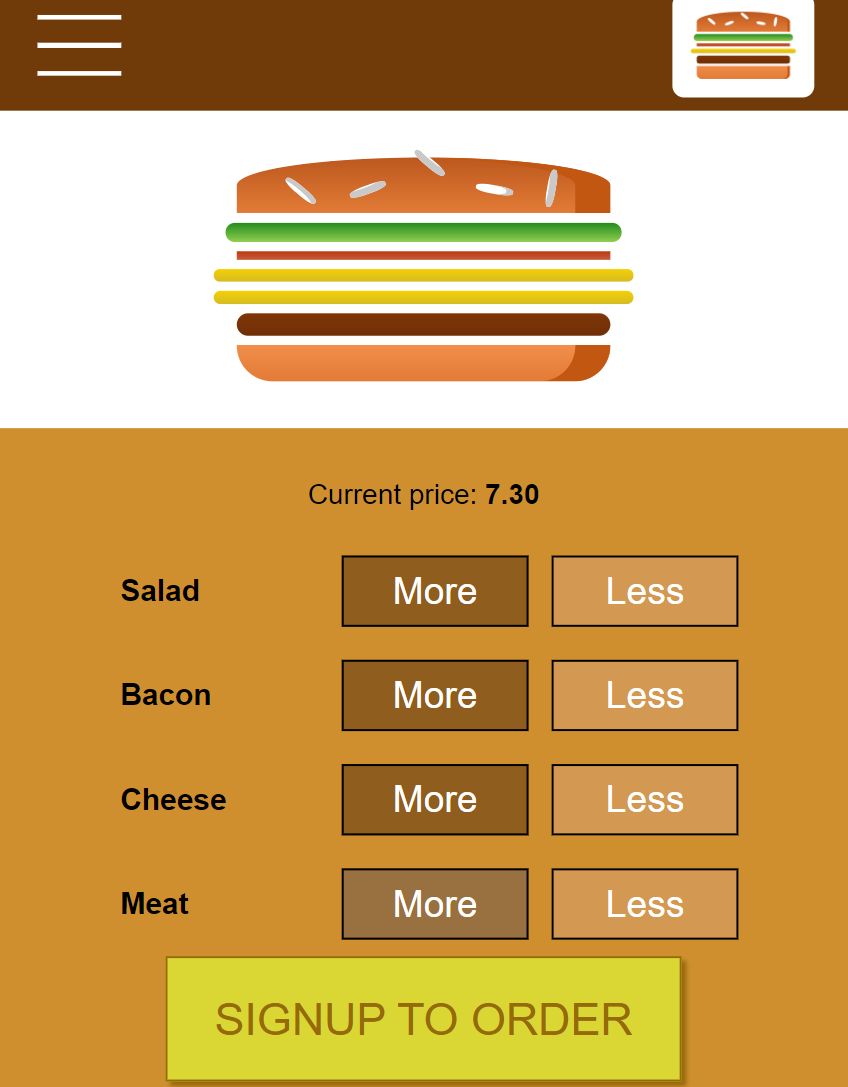 Current price: 7.30
Salad More Less
Bacon More Less
Cheese More Less
Meat More Less
SIGNUP TO ORDER